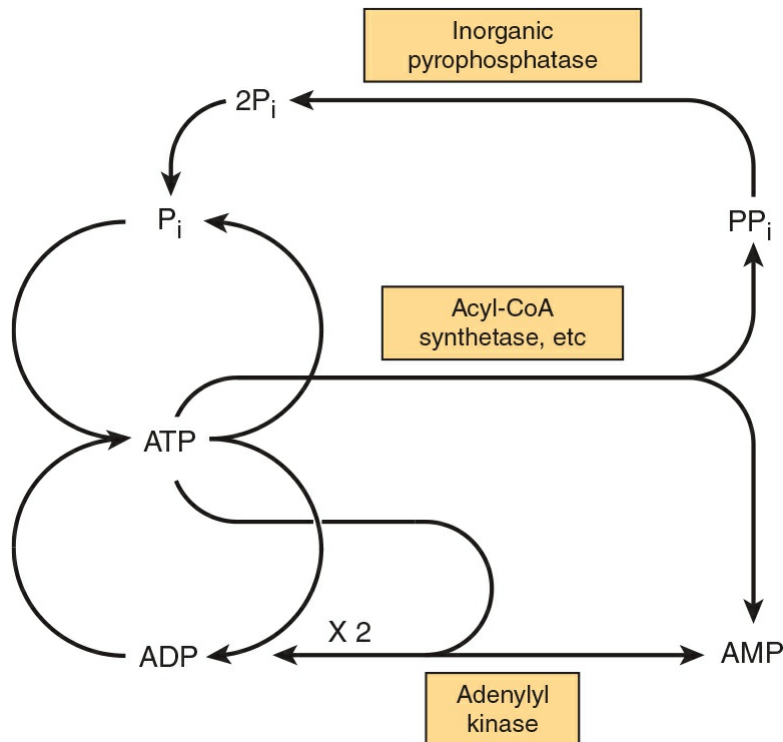 Inorganic
pyrophosphatase
2Pi
Pi
PPi
Acyl-CoA
synthetase, etc
ATP
X 2
ADP
AMP
Adenylyl
kinase